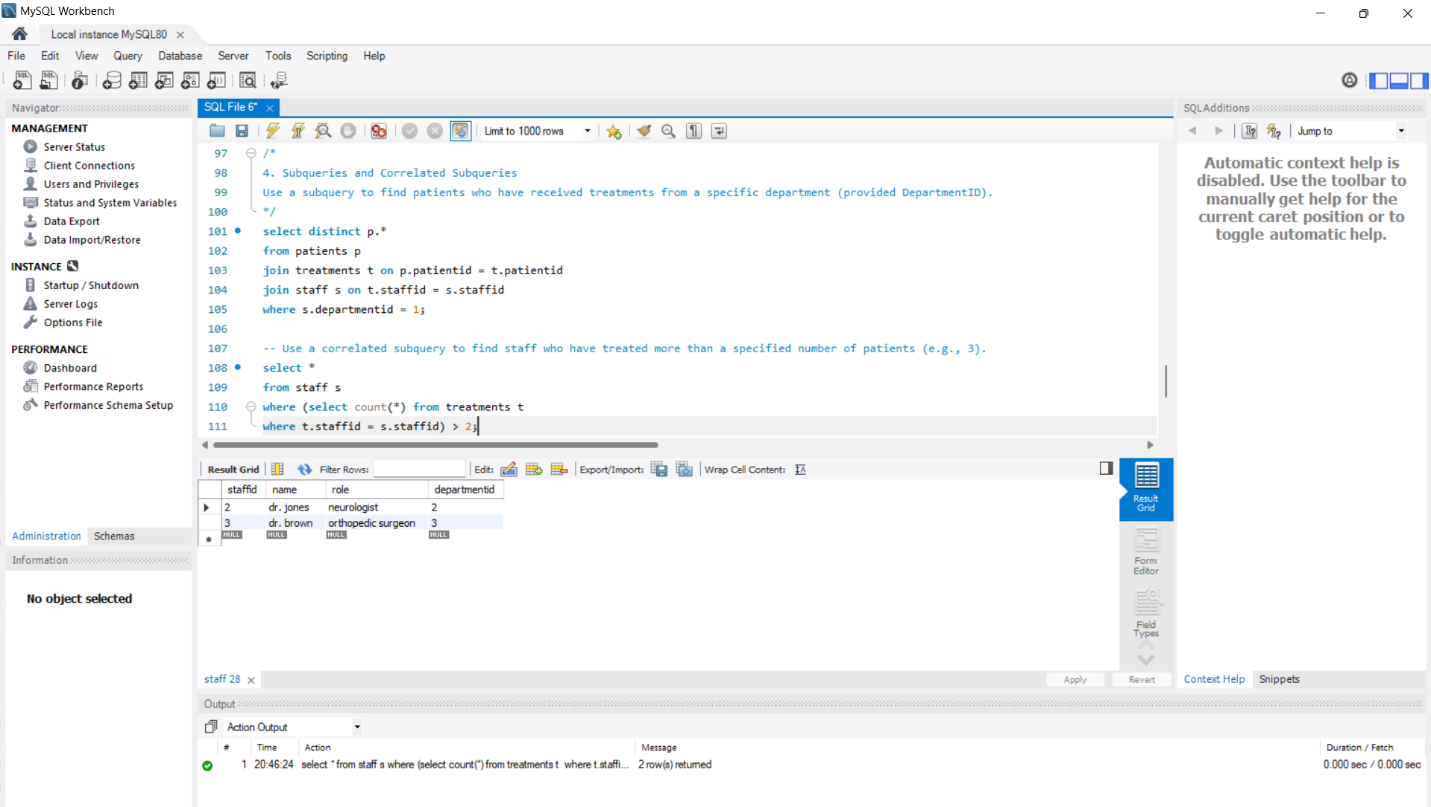 MySQL Workbench
Local instance MySQL80
File Edit View Query Database Server Tools Scripting Help
Navigator
MANAGEMENT
Server Status
Client Connections
Users and Privileges
Status and System Variables
Data Export
Data Import/Restore
INSTANCE
Startup / Shutdown
Server Logs
Options File
PERFORMANCE
Dashboard
Performance Reports
Performance Schema Setup
Administration Schemas
Information
No object selected
SQL File 6*
Limit to 1000 rows
97 /*
98 4. Subqueries and Correlated Subqueries
99 Use a subquery to find patients who have received treatments from a specific department (provided DepartmentID).
100 */
101 select distinct p.*
102 from patients p
103 join treatments t on p.patientid = t.patientid
104 join staff s on t.staffid = s.staffid
105 where s.departmentid = 1;
106
107 -- Use a correlated subquery to find staff who have treated more than a specified number of patients (e.g., 3).
108 select *
109 from staff s
110 where (select count(*) from treatments t
111 where t.staffid = s.staffid) > 2;
Result Grid Filter Rows: Edit: Export/Import: Wrap Cell Content:
staffid name role departmentid
2 dr. jones neurologist 2
3 dr. brown orthopedic surgeon 3
NULL NULL NULL NULL
Result
Grid
Form
Editor
Field
Types
staff 28
Apply Revert
Output
Action Output
# Time Action Message Duration / Fetch
1 20:46:24 select * from staff s where (select count(*) from treatments t where t.staffi... 2 row(s) returned 0.000 sec / 0.000 sec
SQLAdditions
Jump to
Automatic context help is
disabled. Use the toolbar to
manually get help for the
current caret position or to
toggle automatic help.
Context Help Snippets